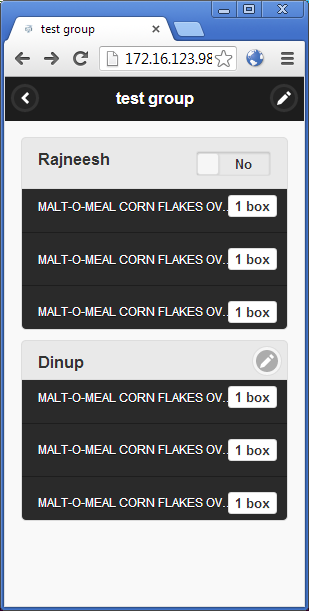 test group
172.16.123.98
test group
Rajneesh
No
MALT-O-MEAL CORN FLAKES OV... 1 box
MALT-O-MEAL CORN FLAKES OV... 1 box
MALT-O-MEAL CORN FLAKES OV... 1 box
Dinup
MALT-O-MEAL CORN FLAKES OV... 1 box
MALT-O-MEAL CORN FLAKES OV... 1 box
MALT-O-MEAL CORN FLAKES OV... 1 box